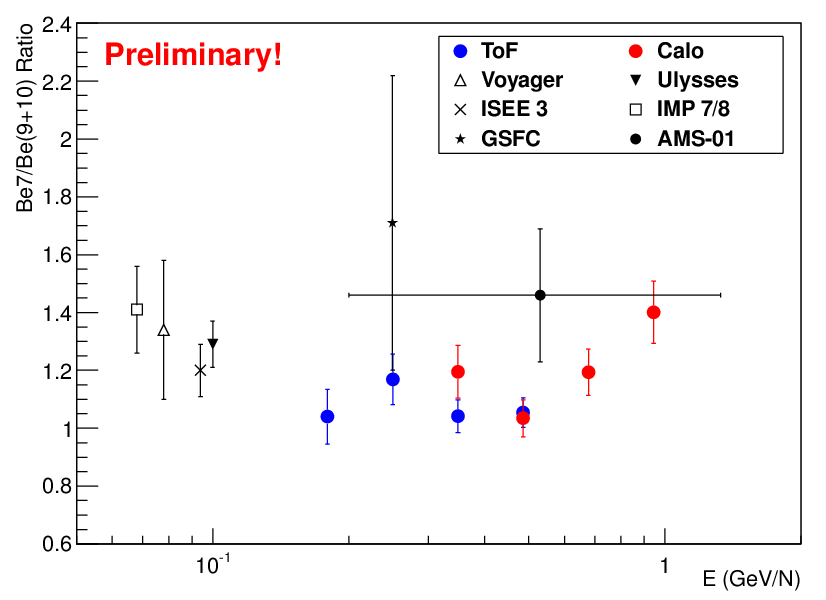 Preliminary!
ToF
Calo
Voyager
Ulysses
ISEE 3
IMP 7/8
GSFC
AMS-01
Be7/Be(9+10) Ratio
2.4
2.2
2
1.8
1.6
1.4
1.2
1
0.8
0.6
10⁻¹
1
E (GeV/N)